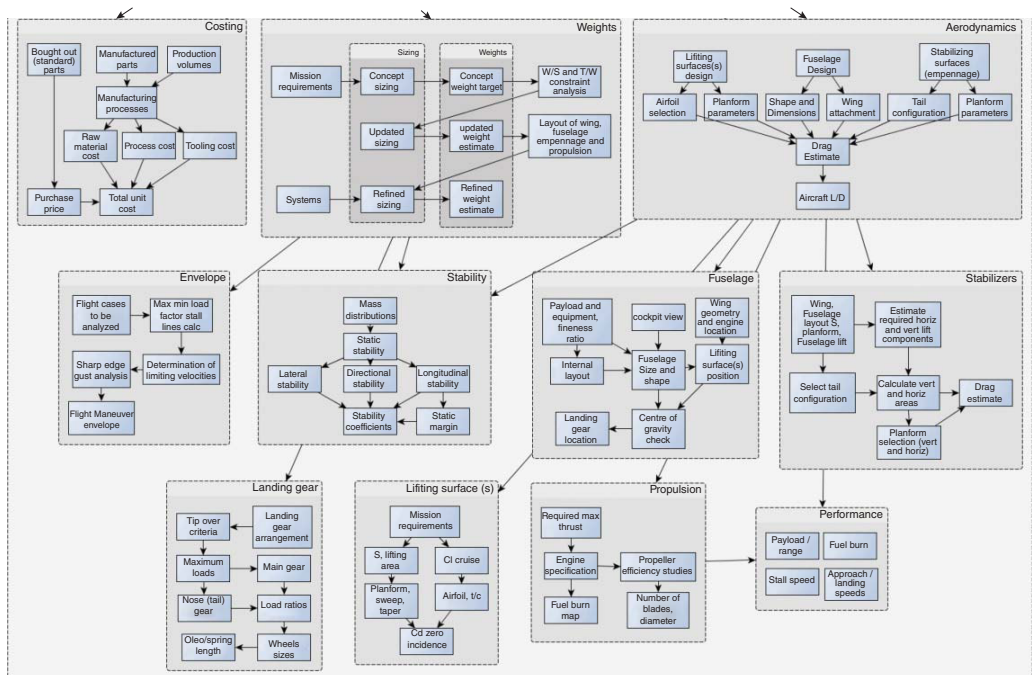 Costing
Bought out
(standard)
parts
Manufactured
parts
Production
volumes
Manufacturing
processes
Raw
material
cost
Process cost
Tooling cost
Purchase
price
Total unit
cost
Weights
Sizing
Weights
Mission
requirements
Concept
sizing
Concept
weight target
W/S and T/W
constraint
analysis
Updated
sizing
updated
weight
estimate
Layout of wing,
fuselage
empennage and
propulsion
Systems
Refined
sizing
Refined
weight
estimate
Aerodynamics
Lifiting
surfaces(s)
design
Fuselage
Design
Stabilizing
surfaces
(empennage)
Airfoil
selection
Planform
parameters
Shape and
Dimensions
Wing
attachment
Tail
configuration
Planform
parameters
Drag
Estimate
Aircraft L/D
Envelope
Flight cases
to be
analyzed
Max min load
factor stall
lines calc
Sharp edge
gust analysis
Determination of
limiting velocities
Flight Maneuver
envelope
Stability
Mass
distributions
Static
stability
Lateral
stability
Directional
stability
Longitudinal
stability
Stability
coefficients
Static
margin
Fuselage
Payload and
equipment,
fineness
ratio
cockpit view
Wing
geometry and
engine
location
Internal
layout
Fuselage
Size and
shape
Lifiting
surface(s)
position
Landing
gear
location
Centre of
gravity
check
Stabilizers
Wing,
Fuselage
layout S,
planform,
Fuselage lift
Estimate
required horiz
and vert lift
components
Select tail
configuration
Calculate vert
and horiz
areas
Drag
estimate
Planform
selection (vert
and horiz)
Landing gear
Tip over
criteria
Landing
gear
arrangement
Maximum
loads
Main gear
Nose (tail)
gear
Load ratios
Oleo/spring
length
Wheels
sizes
Lifiting surface (s)
Mission
requirements
S, lifting
area
Cl cruise
Planform,
sweep,
taper
Airfoil, t/c
Cd zero
incidence
Propulsion
Required max
thrust
Engine
specification
Propeller
efficiency studies
Fuel burn
map
Number of
blades,
diameter
Performance
Payload /
range
Fuel burn
Stall speed
Approach /
landing
speeds